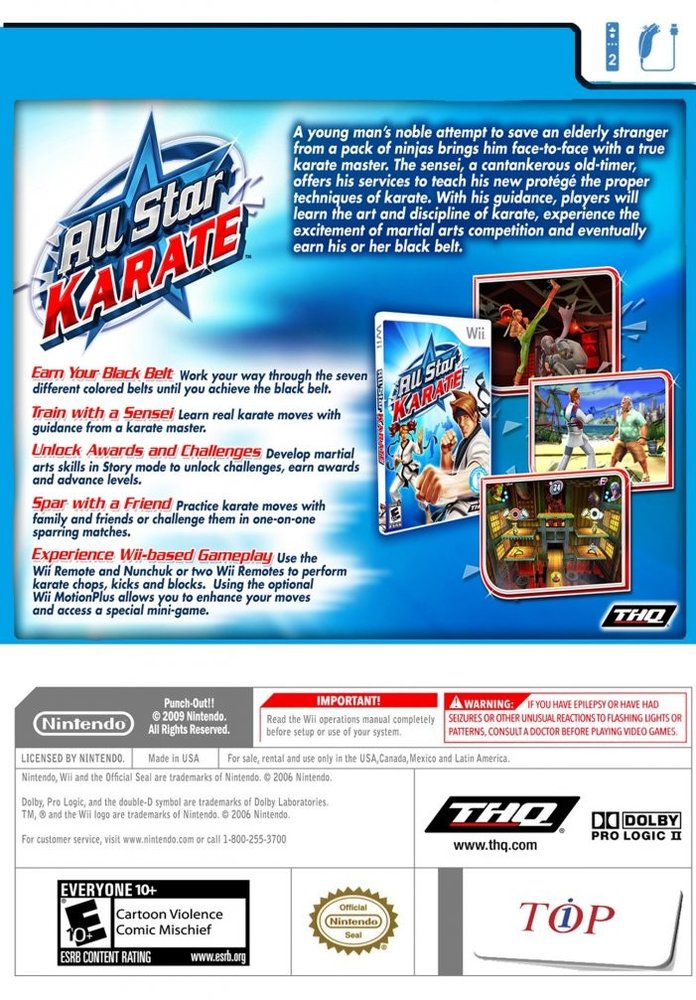 2
A young man's noble attempt to save an elderly stranger
from a pack of ninjas brings him face-to-face with a true
karate master. The sensei, a cantankerous old-timer,
offers his services to teach his new protégé the proper
techniques of karate. With his guidance, players will
learn the art and discipline of karate, experience the
excitement of martial arts competition and eventually
earn his or her black belt.
All Star
KARATE™
Wii
Wii
All Star
KARATE
All Star KARATE
E
THQ
24
Earn Your Black Belt Work your way through the seven
different colored belts until you achieve the black belt.
Train with a Sensei Learn real karate moves with
guidance from a karate master.
Unlock Awards and Challenges Develop martial
arts skills in Story mode to unlock challenges, earn awards
and advance levels.
Spar with a Friend Practice karate moves with
family and friends or challenge them in one-on-one
sparring matches.
Experience Wii-based Gameplay Use the
Wii Remote and Nunchuk or two Wii Remotes to perform
karate chops, kicks and blocks. Using the optional
Wii MotionPlus allows you to enhance your moves
and access a special mini-game.
THQ®
Nintendo®
Punch-Out!!
© 2009 Nintendo.
All Rights Reserved.
IMPORTANT!
Read the Wii operations manual completely
before setup or use of your system.
WARNING: IF YOU HAVE EPILEPSY OR HAVE HAD
SEIZURES OR OTHER UNUSUAL REACTIONS TO FLASHING LIGHTS OR
PATTERNS, CONSULT A DOCTOR BEFORE PLAYING VIDEO GAMES.
LICENSED BY NINTENDO.
Made in USA
For sale, rental and use only in the USA,Canada,Mexico and Latin America.
Nintendo, Wii and the Official Seal are trademarks of Nintendo. © 2006 Nintendo.
Dolby, Pro Logic, and the double-D symbol are trademarks of Dolby Laboratories.
TM, ® and the Wii logo are trademarks of Nintendo. © 2006 Nintendo.
For customer service, visit www.nintendo.com or call 1-800-255-3700
THQ®
www.thq.com
DOLBY
PRO LOGIC II
EVERYONE 10+
E
10+
Cartoon Violence
Comic Mischief
ESRB CONTENT RATING www.esrb.org
Official
Nintendo
Seal
TiP